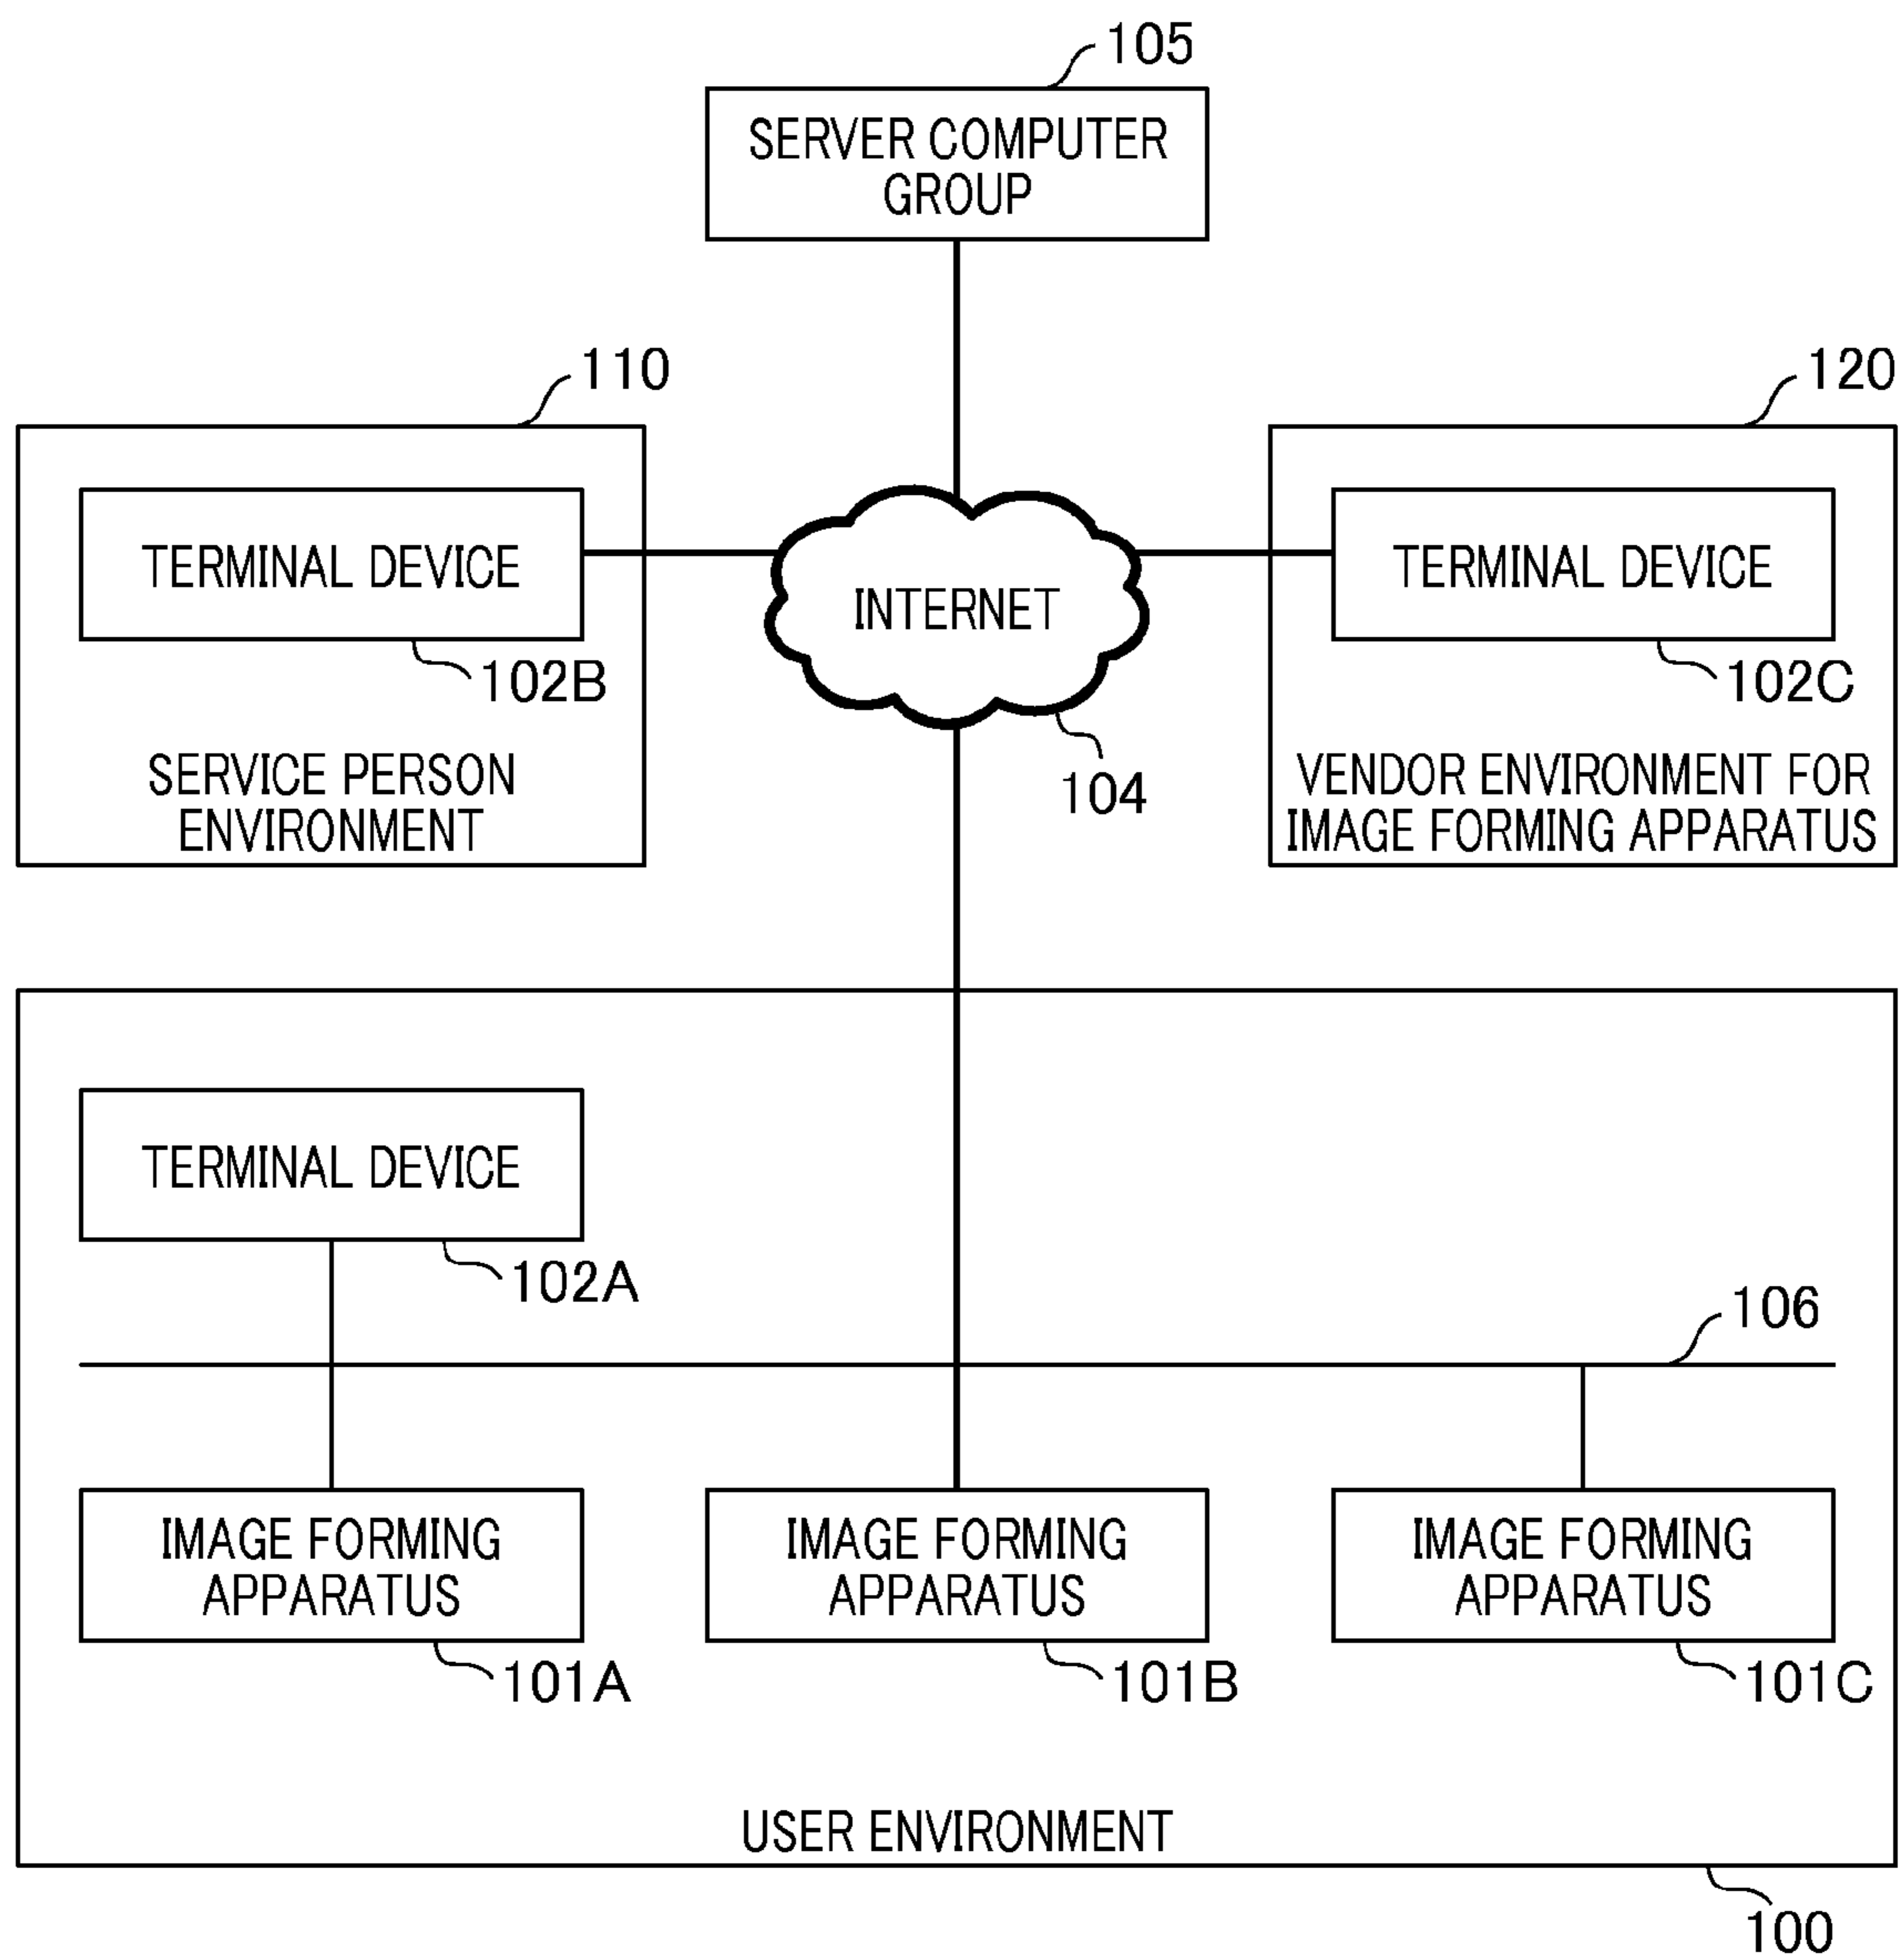 105
SERVER COMPUTER
GROUP
110
120
TERMINAL DEVICE
102B
SERVICE PERSON
ENVIRONMENT
INTERNET
104
TERMINAL DEVICE
102C
VENDOR ENVIRONMENT FOR
IMAGE FORMING APPARATUS
TERMINAL DEVICE
102A
106
IMAGE FORMING
APPARATUS
101A
IMAGE FORMING
APPARATUS
101B
IMAGE FORMING
APPARATUS
101C
USER ENVIRONMENT
100